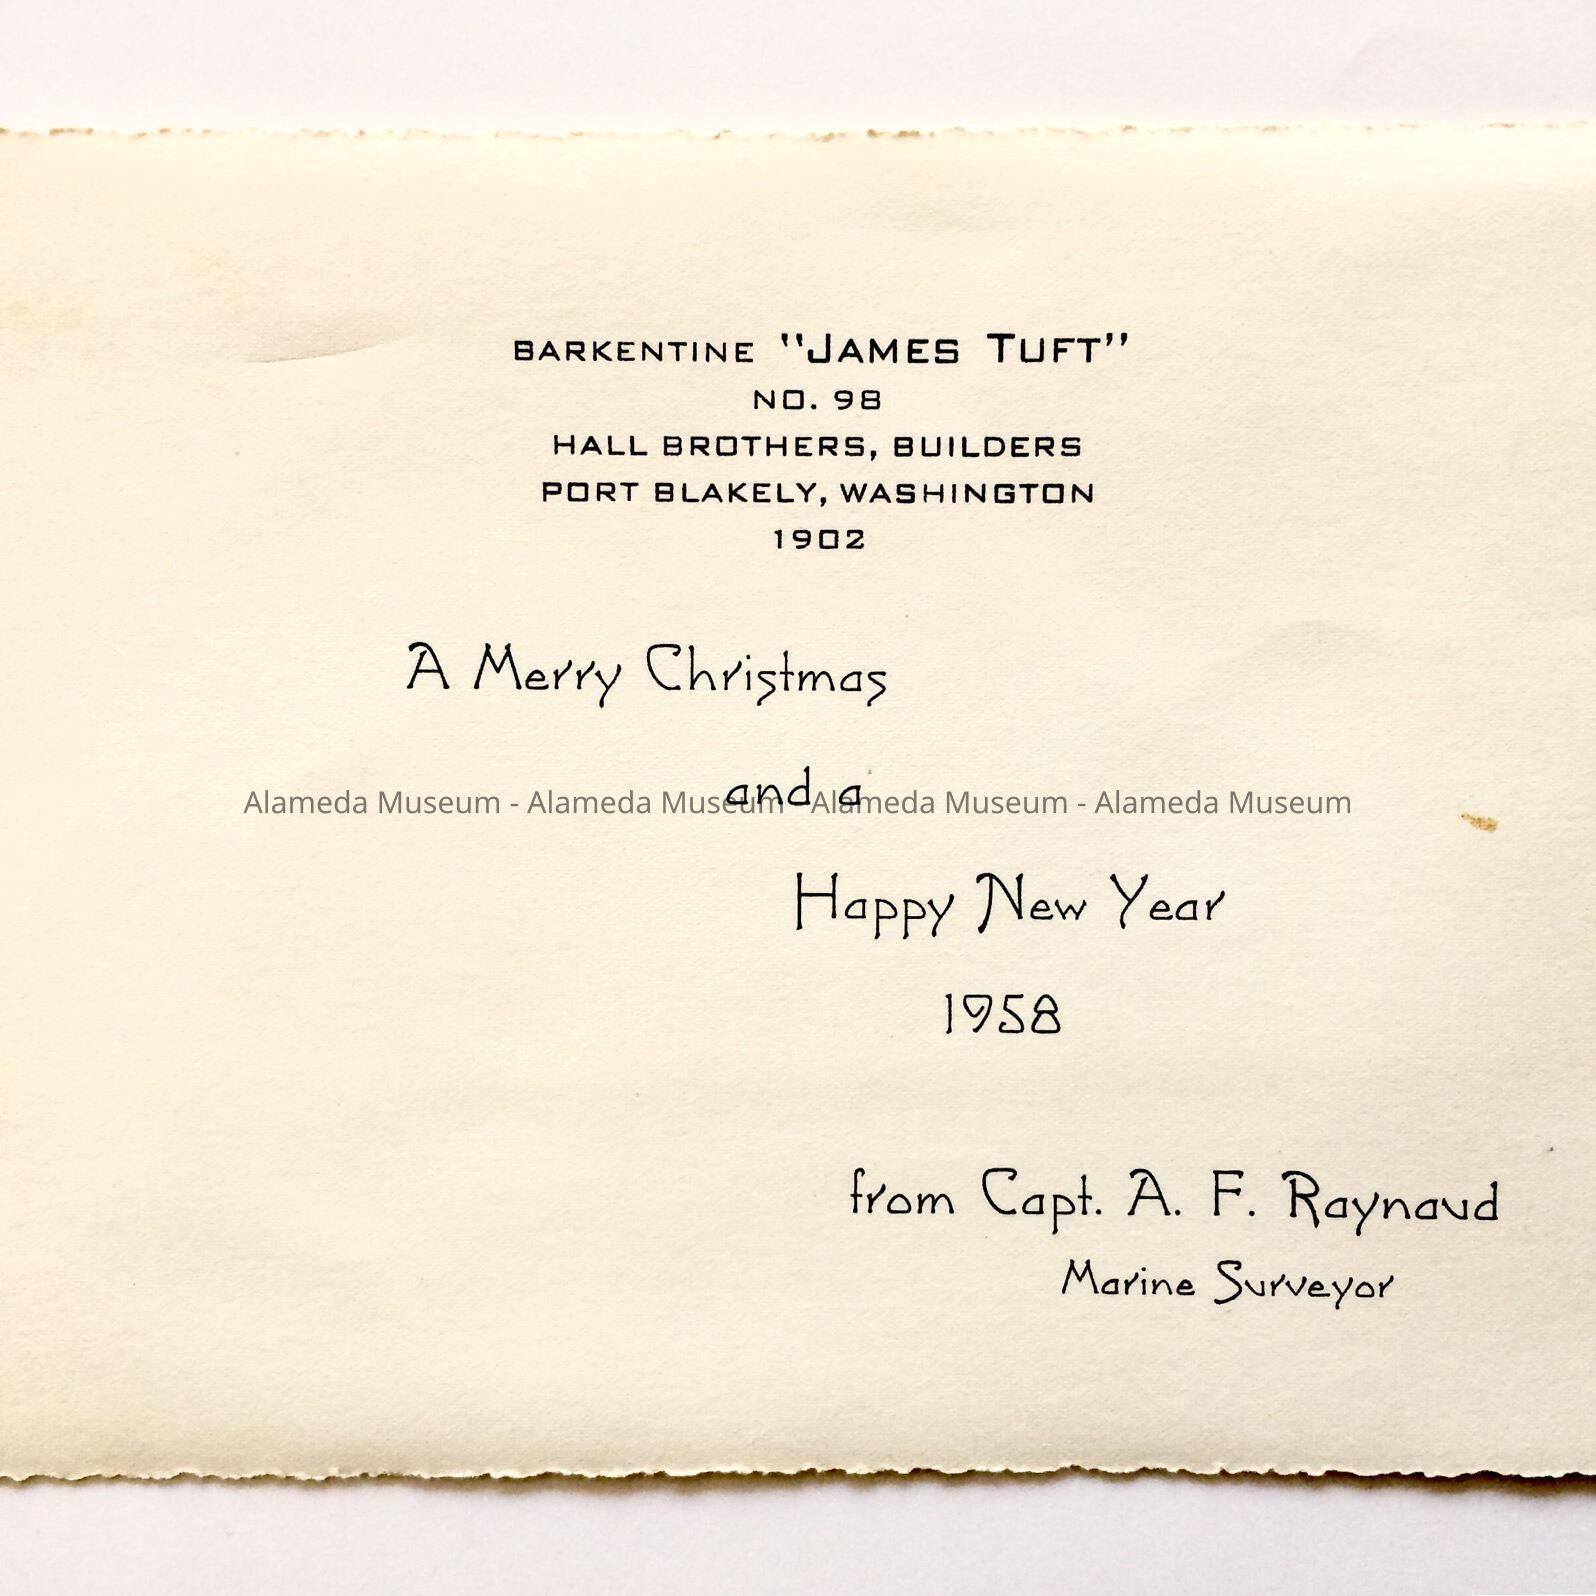 BARKENTINE "JAMES TUFT"
NO. 98
HALL BROTHERS, BUILDERS
PORT BLAKELY, WASHINGTON
1902
A Merry Christmas
and a
Alameda Museum - Alameda Museum - Alameda Museum - Alameda Museum
Happy New Year
1958
from Capt. A. F. Raynaud
Marine Surveyor